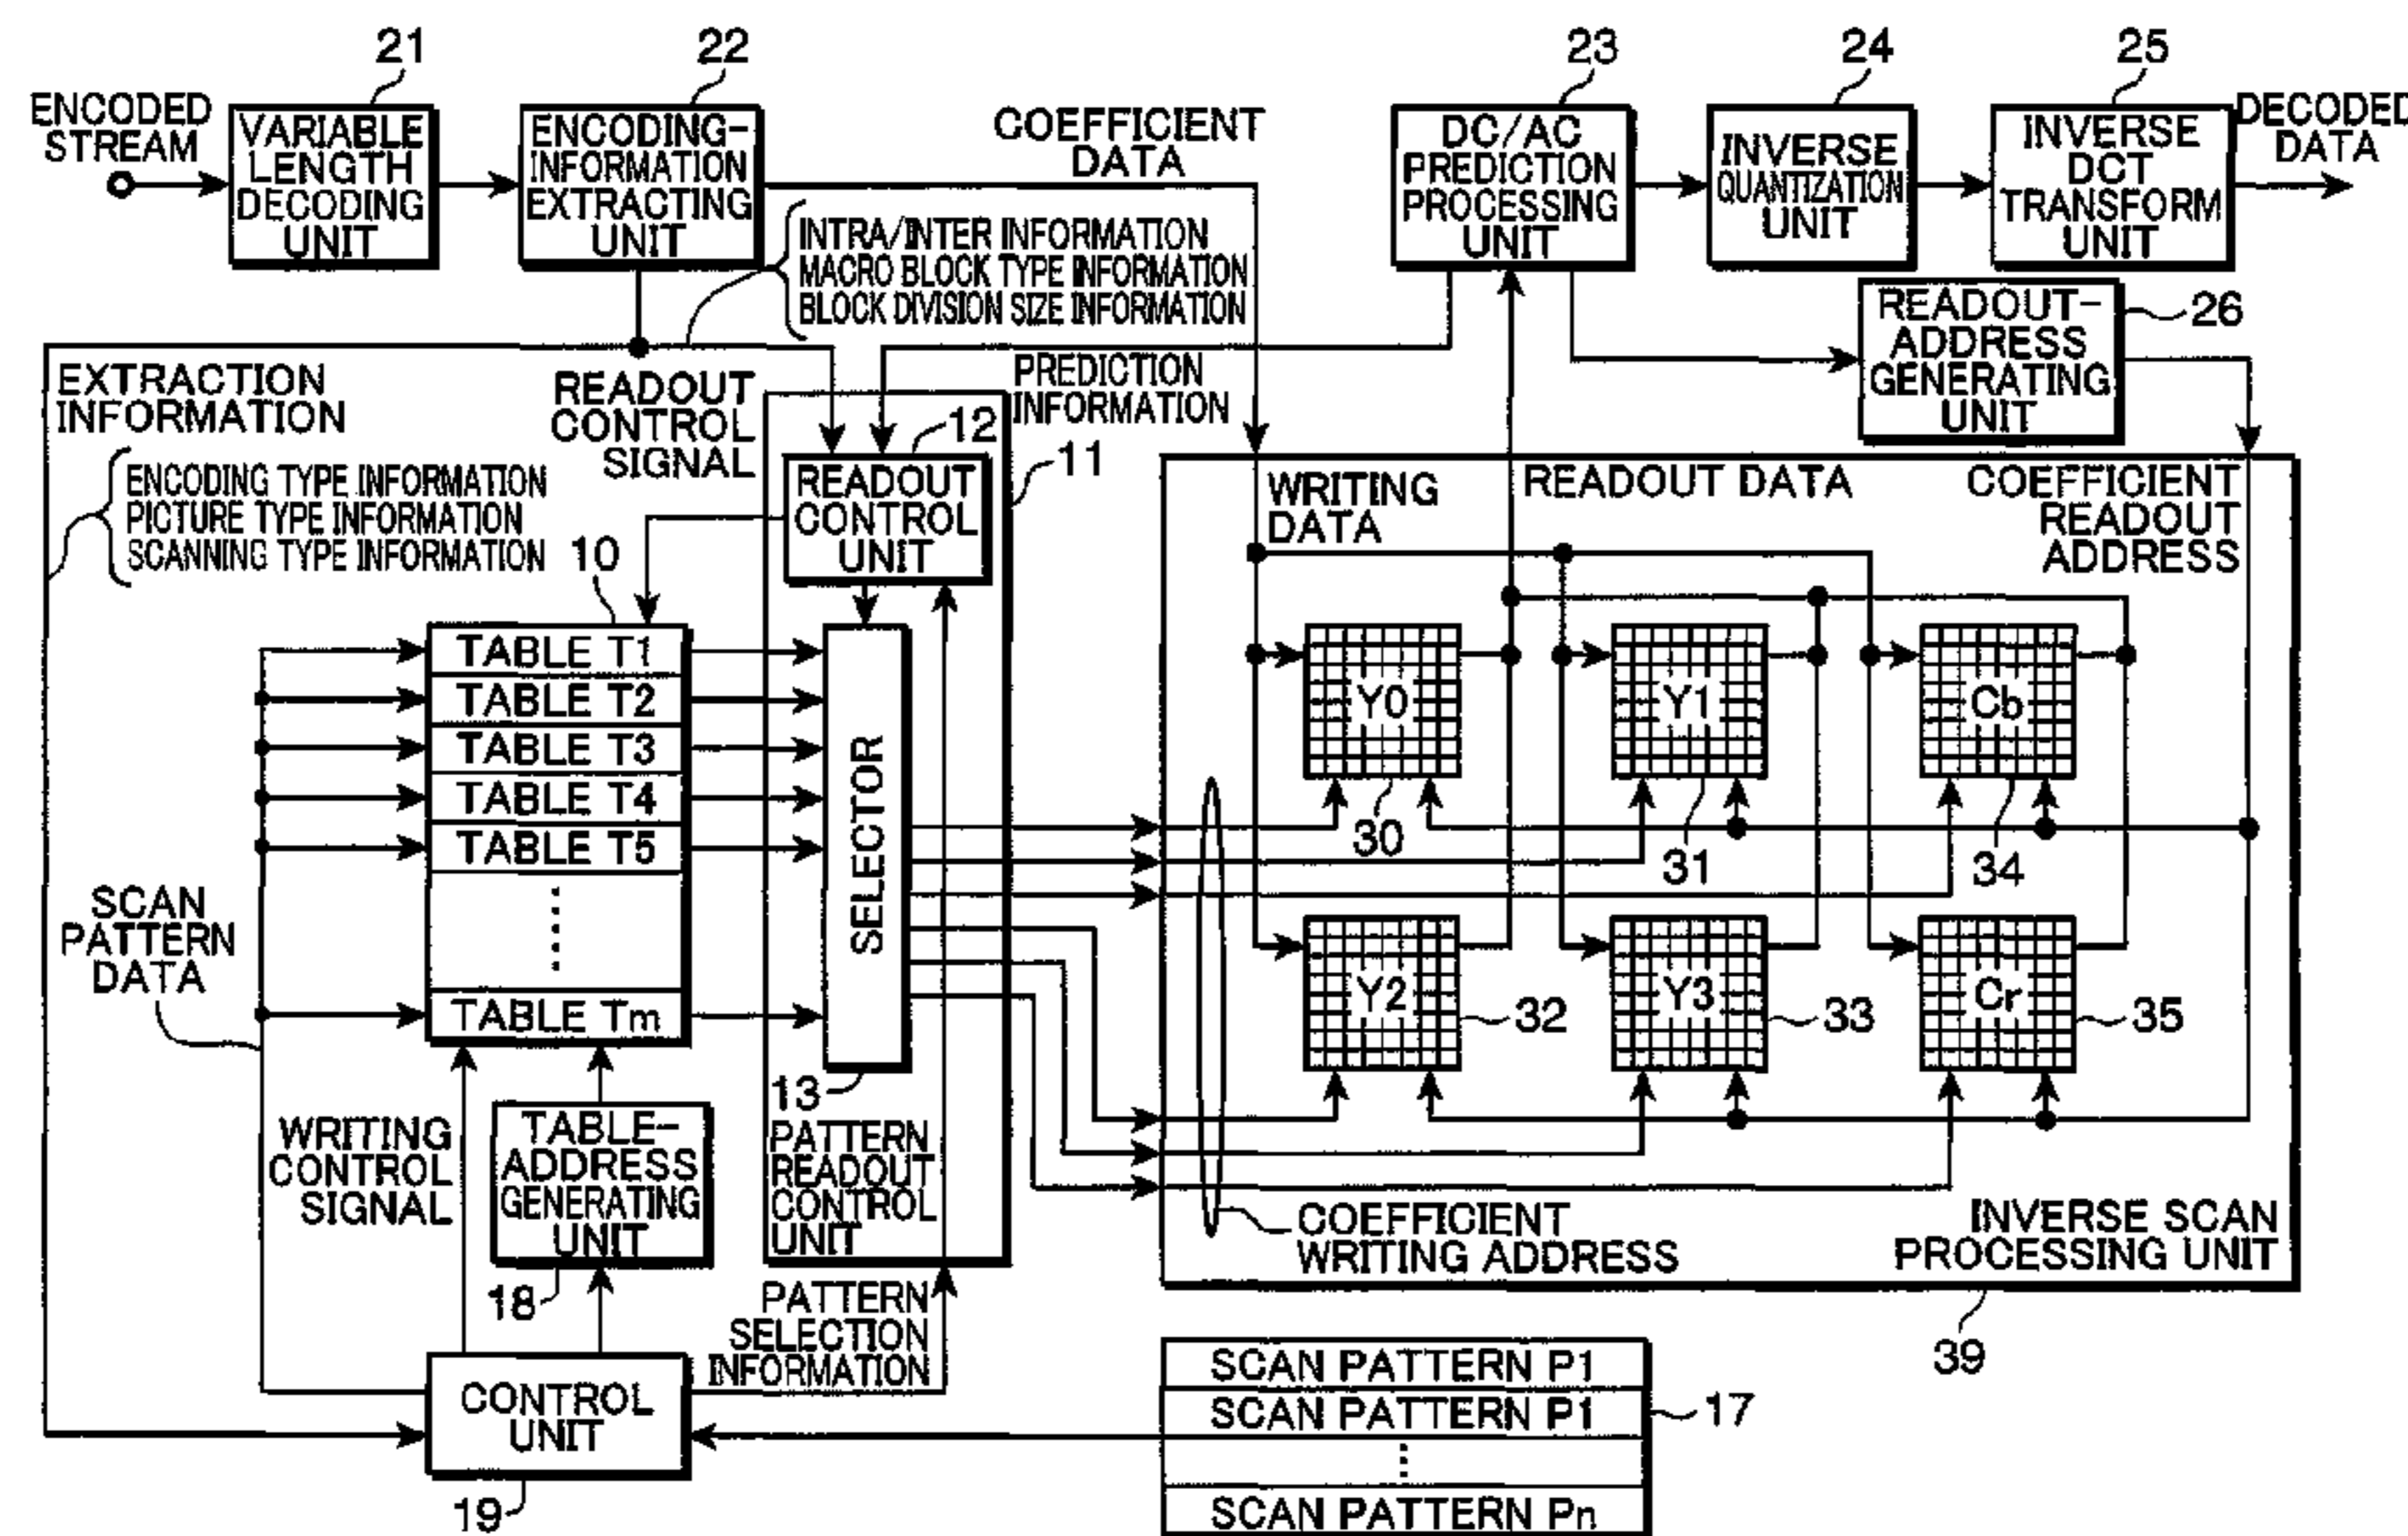 21
22
23
24
25
ENCODED
STREAM
VARIABLE
LENGTH
DECODING
UNIT
ENCODING-
INFORMATION
EXTRACTING
UNIT
COEFFICIENT
DATA
DC/AC
PREDICTION
PROCESSING
UNIT
INVERSE
QUANTIZATION
UNIT
INVERSE
DCT
TRANSFORM
UNIT
DECODED
DATA
INTRA/INTER INFORMATION
MACRO BLOCK TYPE INFORMATION
BLOCK DIVISION SIZE INFORMATION
READOUT-
ADDRESS
GENERATING
UNIT
26
EXTRACTION
INFORMATION
READOUT
CONTROL
SIGNAL
PREDICTION
INFORMATION
12
11
ENCODING TYPE INFORMATION
PICTURE TYPE INFORMATION
SCANNING TYPE INFORMATION
READOUT
CONTROL
UNIT
WRITING
DATA
READOUT DATA
COEFFICIENT
READOUT
ADDRESS
10
TABLE T1
TABLE T2
TABLE T3
TABLE T4
TABLE T5
TABLE Tm
SELECTOR
13
Y0
30
Y1
31
Cb
34
Y2
32
Y3
33
Cr
35
SCAN
PATTERN
DATA
WRITING
CONTROL
SIGNAL
TABLE-
ADDRESS
GENERATING
UNIT
18
PATTERN
READOUT
CONTROL
UNIT
COEFFICIENT
WRITING ADDRESS
INVERSE SCAN
PROCESSING UNIT
39
PATTERN
SELECTION
INFORMATION
CONTROL
UNIT
19
SCAN PATTERN P1
SCAN PATTERN P1
SCAN PATTERN Pn
17